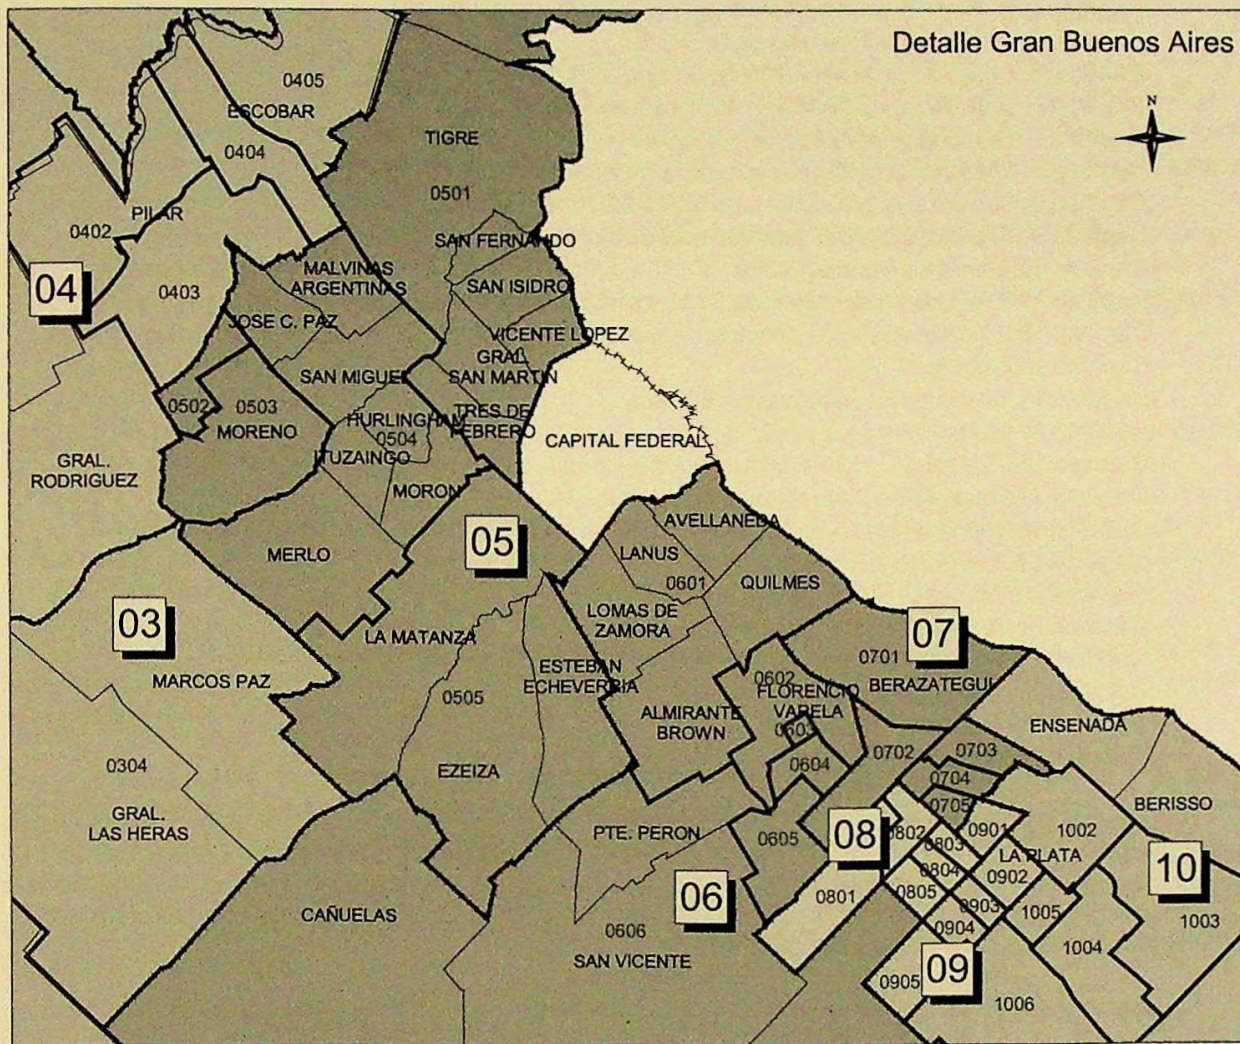 Detalle Gran Buenos Aires
N
0405
ESCOBAR
0404
TIGRE
0501
PILAR
0402
SAN FERNANDO
MALVINAS
ARGENTINAS
04
0403
SAN ISIDRO
JOSE C. PAZ
VICENTE LOPEZ
GRAL.
SAN MARTIN
SAN MIGUEL
0502
0503
MORENO
HURLINGHAM
0504
TRES DE
FEBRERO
CAPITAL FEDERAL
ITUZAINGO
GRAL.
RODRIGUEZ
MORON
AVELLANEDA
05
MERLO
LANUS
0601
QUILMES
03
LOMAS DE
ZAMORA
07
LA MATANZA
0701
BERAZATEGUI
MARCOS PAZ
ESTEBAN
ECHEVERRIA
0602
FLORENCIO
VARELA
0603
0505
ALMIRANTE
BROWN
ENSENADA
0702
0703
0304
EZEIZA
0604
0704
0705
BERISSO
GRAL.
LAS HERAS
PTE. PERON
0605
08
0802
0803
0901
1002
LA PLATA
0804
0902
10
06
0801
0805
0903
1005
CAÑUELAS
0606
0904
1003
SAN VICENTE
1004
09
0905
1006